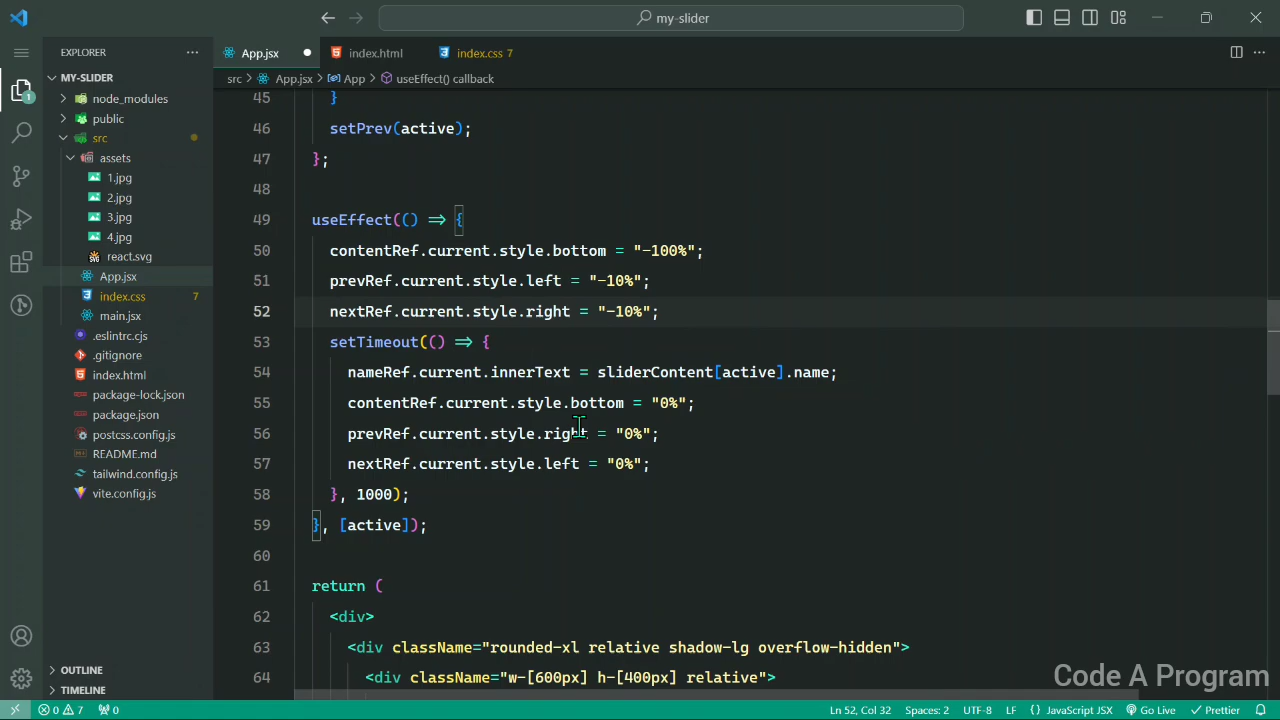 my-slider
EXPLORER
App.jsx
index.html
index.css 7
MY-SLIDER
src > App.jsx > App > useEffect() callback
node_modules
public
src
assets
1.jpg
2.jpg
3.jpg
4.jpg
react.svg
App.jsx
index.css 7
main.jsx
.eslintrc.cjs
.gitignore
index.html
package-lock.json
package.json
postcss.config.js
README.md
tailwind.config.js
vite.config.js
OUTLINE
TIMELINE
1
45 }
46 setPrev(active);
47 };
48
49 useEffect(() => {
50 contentRef.current.style.bottom = "-100%";
51 prevRef.current.style.left = "-10%";
52 nextRef.current.style.right = "-10%";
53 setTimeout(() => {
54 nameRef.current.innerText = sliderContent[active].name;
55 contentRef.current.style.bottom = "0%";
56 prevRef.current.style.right = "0%";
57 nextRef.current.style.left = "0%";
58 }, 1000);
59 }, [active]);
60
61 return (
62 <div>
63 <div className="rounded-xl relative shadow-lg overflow-hidden">
64 <div className="w-[600px] h-[400px] relative">
Code A Program
0 7 0
Ln 52, Col 32 Spaces: 2 UTF-8 LF {} JavaScript JSX Go Live Prettier